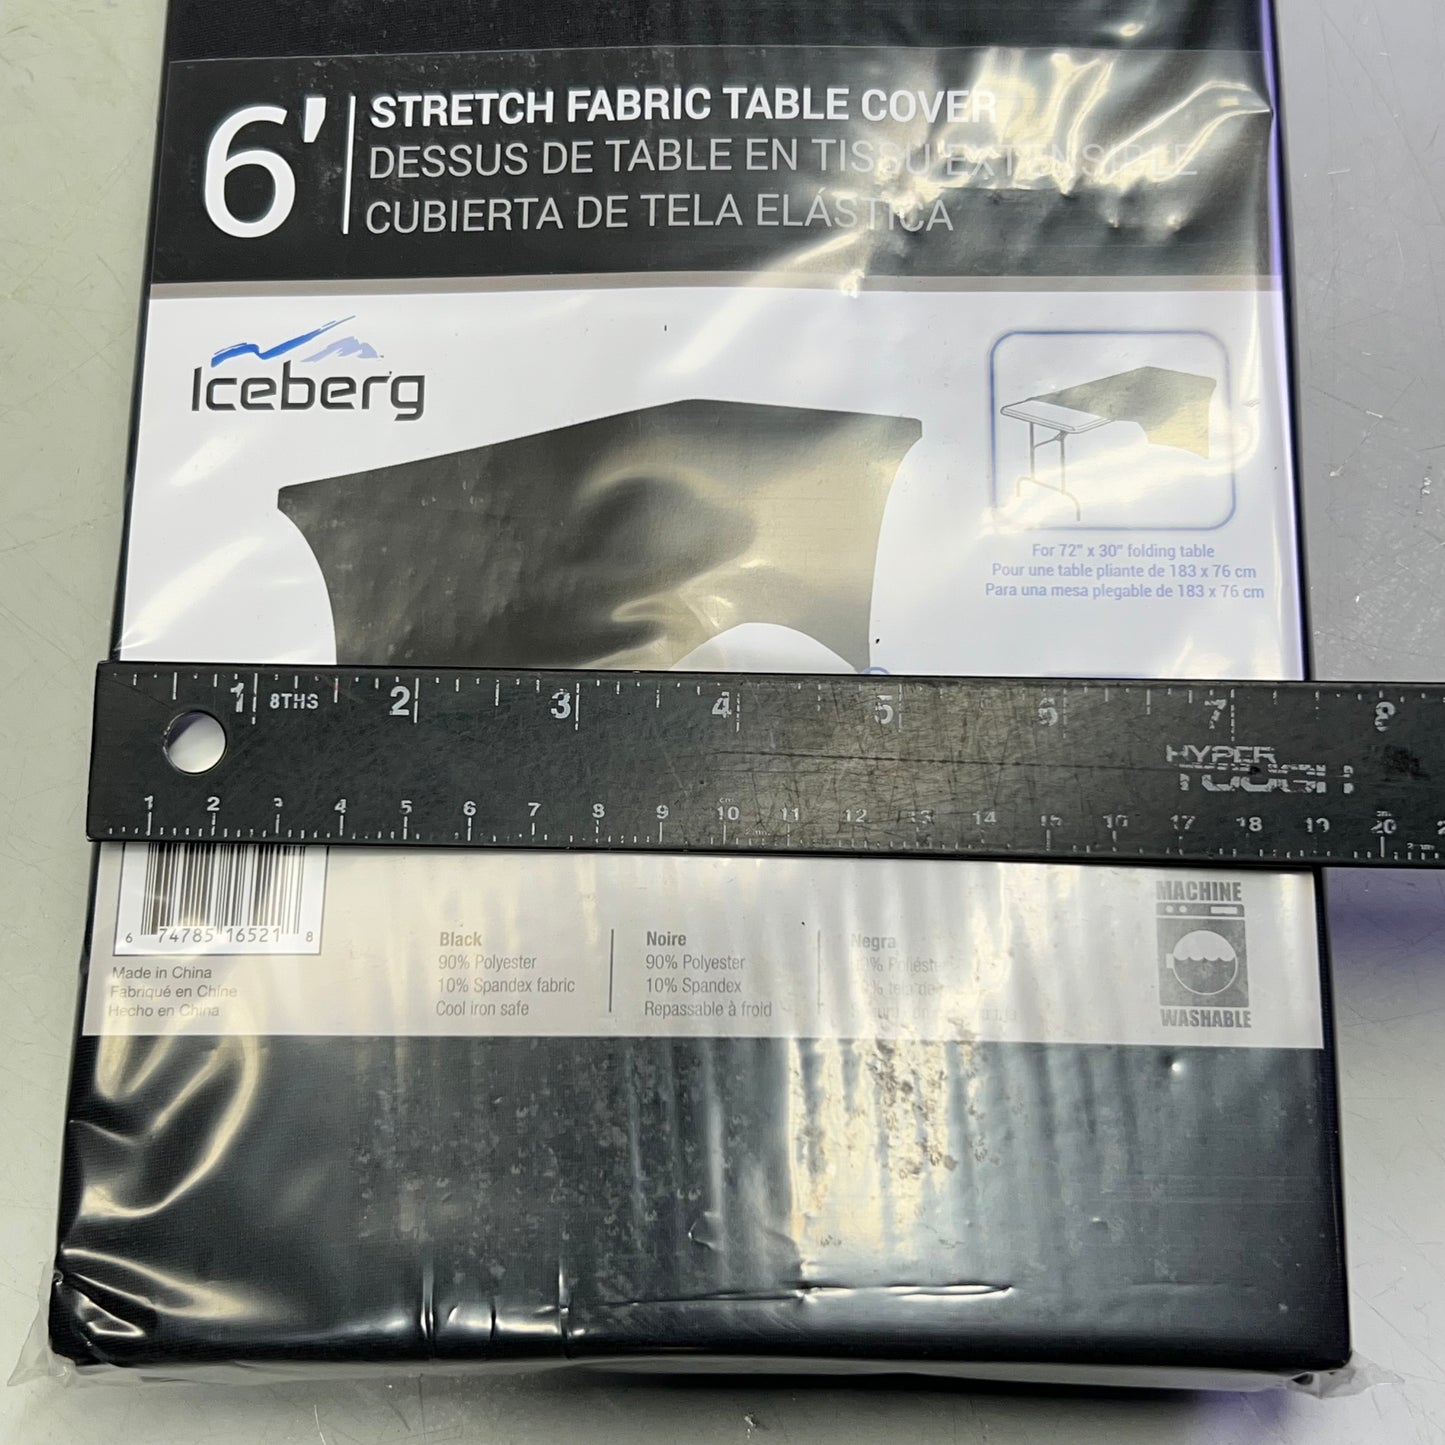 6'
STRETCH FABRIC TABLE COVER
DESSUS DE TABLE EN TISSU EXTENSIBLE
CUBIERTA DE TELA ELÁSTICA
Iceberg
For 72" x 30" folding table
Pour une table pliante de 183 x 76 cm
Para una mesa plegable de 183 x 76 cm
1 8THS 2 3 4 5 6 7 8
HYPER
TOUGH
1 2 3 4 5 6 7 8 9 10 11 12 13 14 15 16 17 18 19 20
6 74785 16521 8
Made in China
Fabriqué en Chine
Hecho en China
Black
90% Polyester
10% Spandex fabric
Cool iron safe
Noire
90% Polyester
10% Spandex
Repassable à froid
Negra
MACHINE
WASHABLE